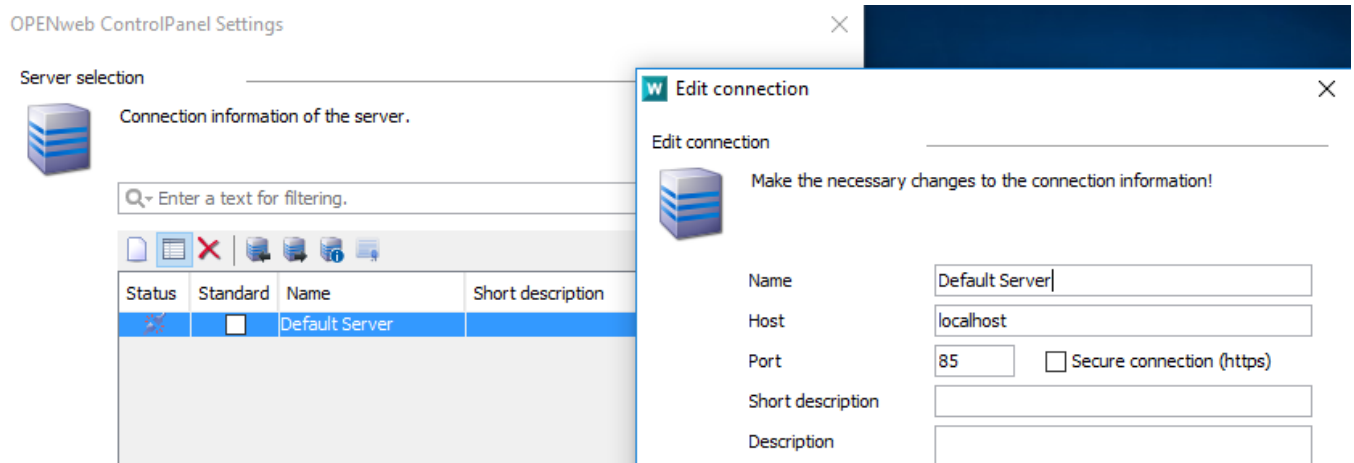 OPENweb ControlPanel Settings
Server selection
Connection information of the server.
Enter a text for filtering.
Status Standard Name Short description
Default Server
W Edit connection
Edit connection
Make the necessary changes to the connection information!
Name Default Server
Host localhost
Port 85 Secure connection (https)
Short description
Description